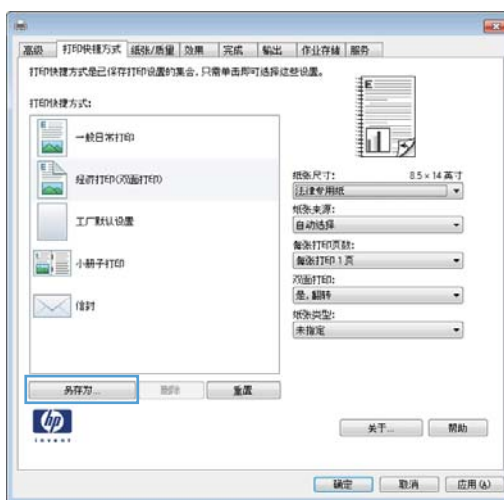 高级 打印快捷方式 纸张/质量 效果 完成 输出 作业存储 服务
打印快捷方式是已保存打印设置的集合，只需单击即可选择这些设置。
打印快捷方式:
一般日常打印
经济打印(双面打印)
工厂默认设置
小册子打印
信封
纸张尺寸: 8.5 × 14 英寸
法律专用纸
纸张来源:
自动选择
每张打印页数:
每张打印 1 页
双面打印:
是, 翻转
纸张类型:
未指定
另存为... 删除 重置
hp
invent
关于... 帮助
确定 取消 应用(A)